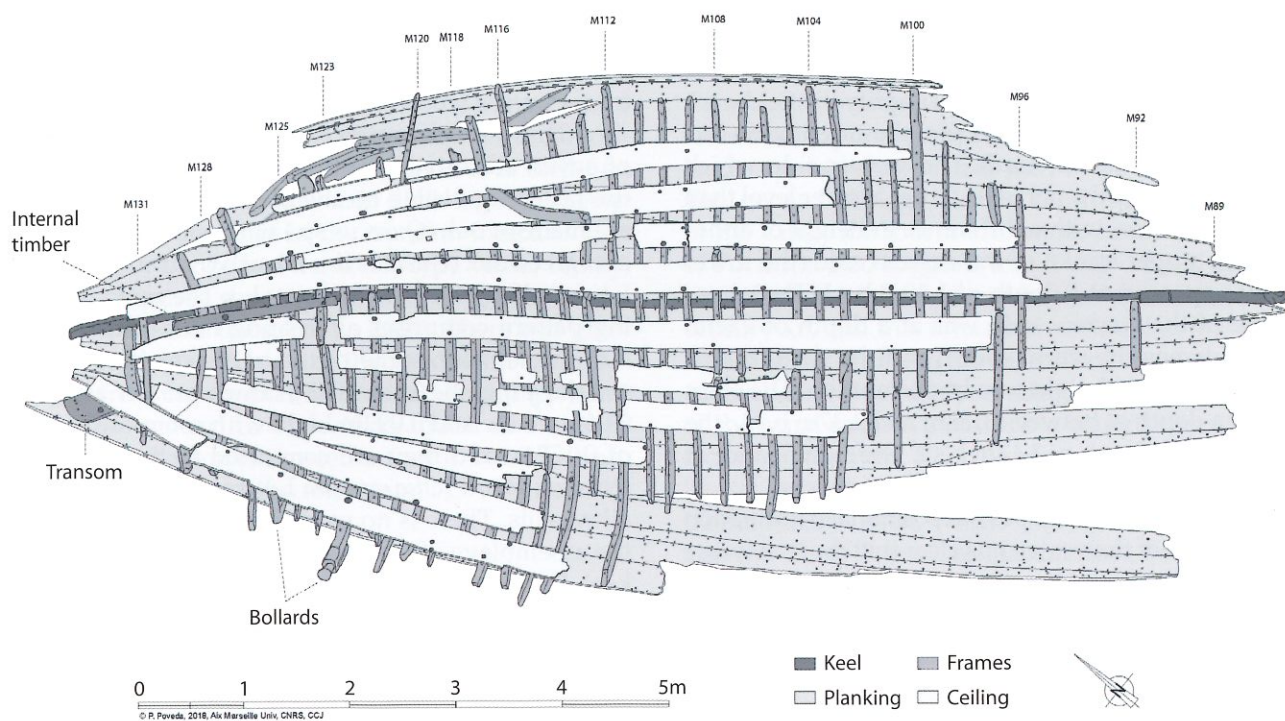 M112
M108
M104
M100
M116
M120
M118
M123
M96
M92
M125
M128
M131
M89
Internal
timber
Transom
Bollards
Keel
Frames
Planking
Ceiling
0 1 2 3 4 5m
© P. Poveda, 2018, Aix Marseille Univ, CNRS, CCJ
N